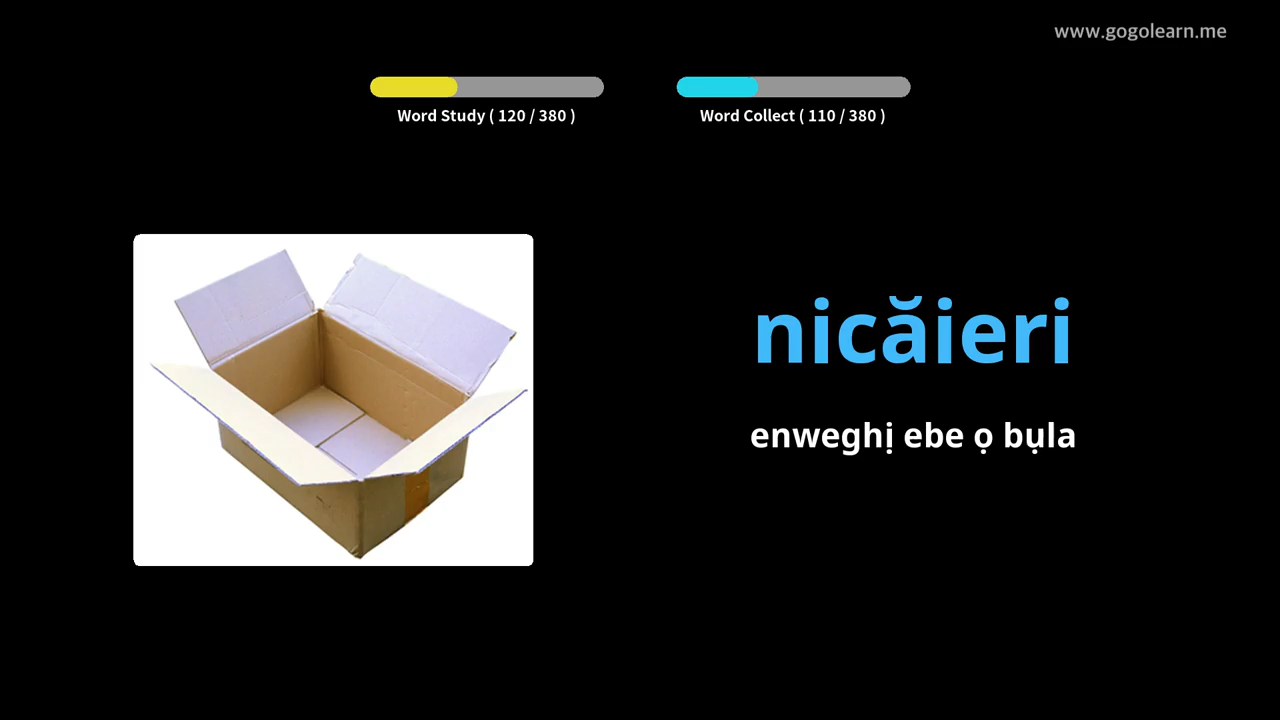 www.gogolearn.me
Word Study ( 120 / 380 )
Word Collect ( 110 / 380 )
nicăieri
enweghị ebe ọ bụla